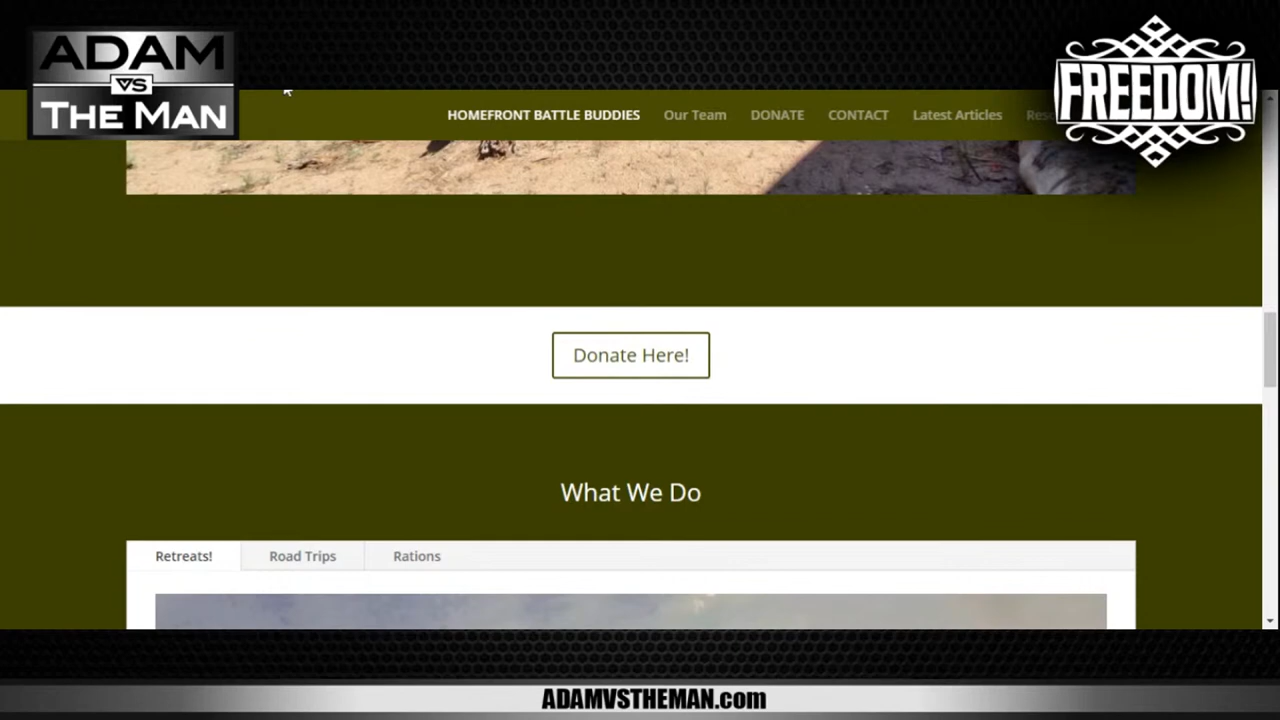 ADAM
VS
THE MAN
FREEDOM!
HOMEFRONT BATTLE BUDDIES Our Team DONATE CONTACT Latest Articles
Donate Here!
What We Do
Retreats! Road Trips Rations
ADAMVSTHEMAN.com